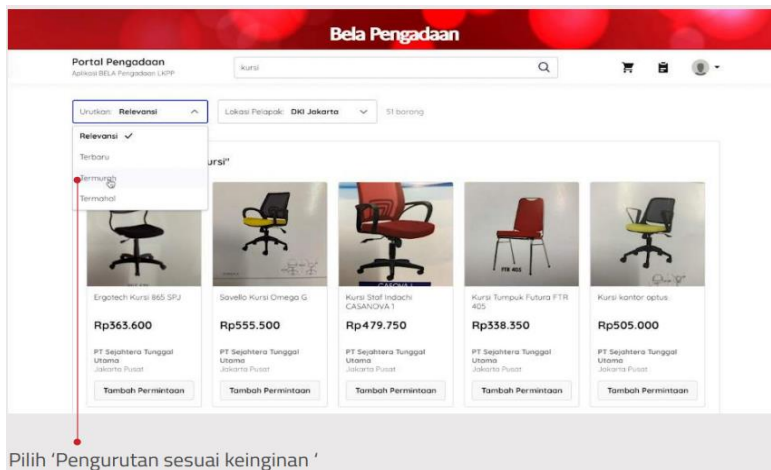 Bela Pengadaan
Portal Pengadaan
Aplikasi BELA Pengadaan LKPP
kursi
Urutkan: Relevansi
Lokasi Pelapak: DKI Jakarta
51 barang
Relevansi ✓
Terbaru
Termurah
Termahal
ursi"
FTR 405
CASANOVA 1
Ergotech Kursi 865 SPJ
Savello Kursi Omega G
Kursi Staf Indachi
CASANOVA 1
Kursi Tumpuk Futura FTR
405
Kursi kantor optus
Rp363.600
Rp555.500
Rp479.750
Rp338.350
Rp505.000
PT Sejahtera Tunggal
Utama
Jakarta Pusat
PT Sejahtera Tunggal
Utama
Jakarta Pusat
PT Sejahtera Tunggal
Utama
Jakarta Pusat
PT Sejahtera Tunggal
Utama
Jakarta Pusat
PT Sejahtera Tunggal
Utama
Jakarta Pusat
Tambah Permintaan
Tambah Permintaan
Tambah Permintaan
Tambah Permintaan
Tambah Permintaan
Pilih ‘Pengurutan sesuai keinginan ‘